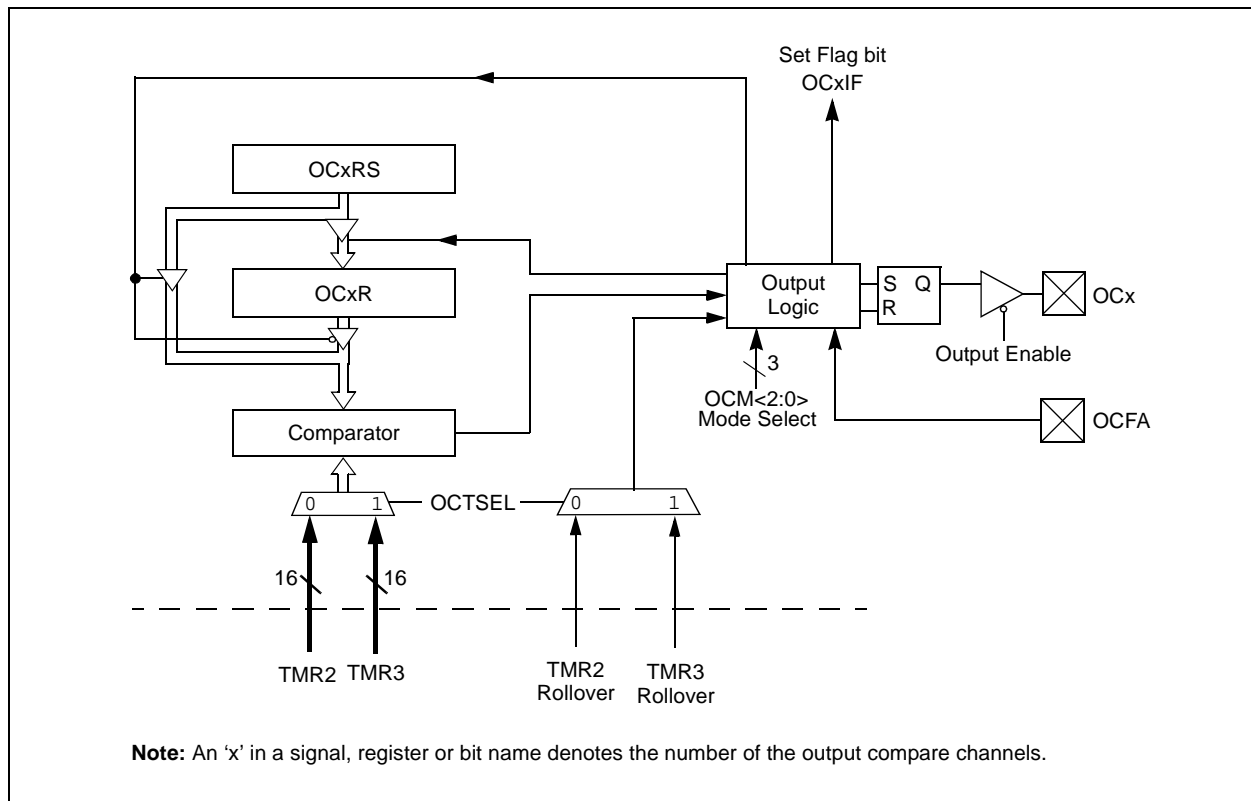 Set Flag bit
OCxIF
OCxRS
OCxR
Output
Logic
S Q
R
OCx
Output Enable
3
OCM<2:0>
Mode Select
OCFA
Comparator
0 1
OCTSEL
0 1
16
16
TMR2
TMR3
TMR2
Rollover
TMR3
Rollover
Note: An ‘x’ in a signal, register or bit name denotes the number of the output compare channels.